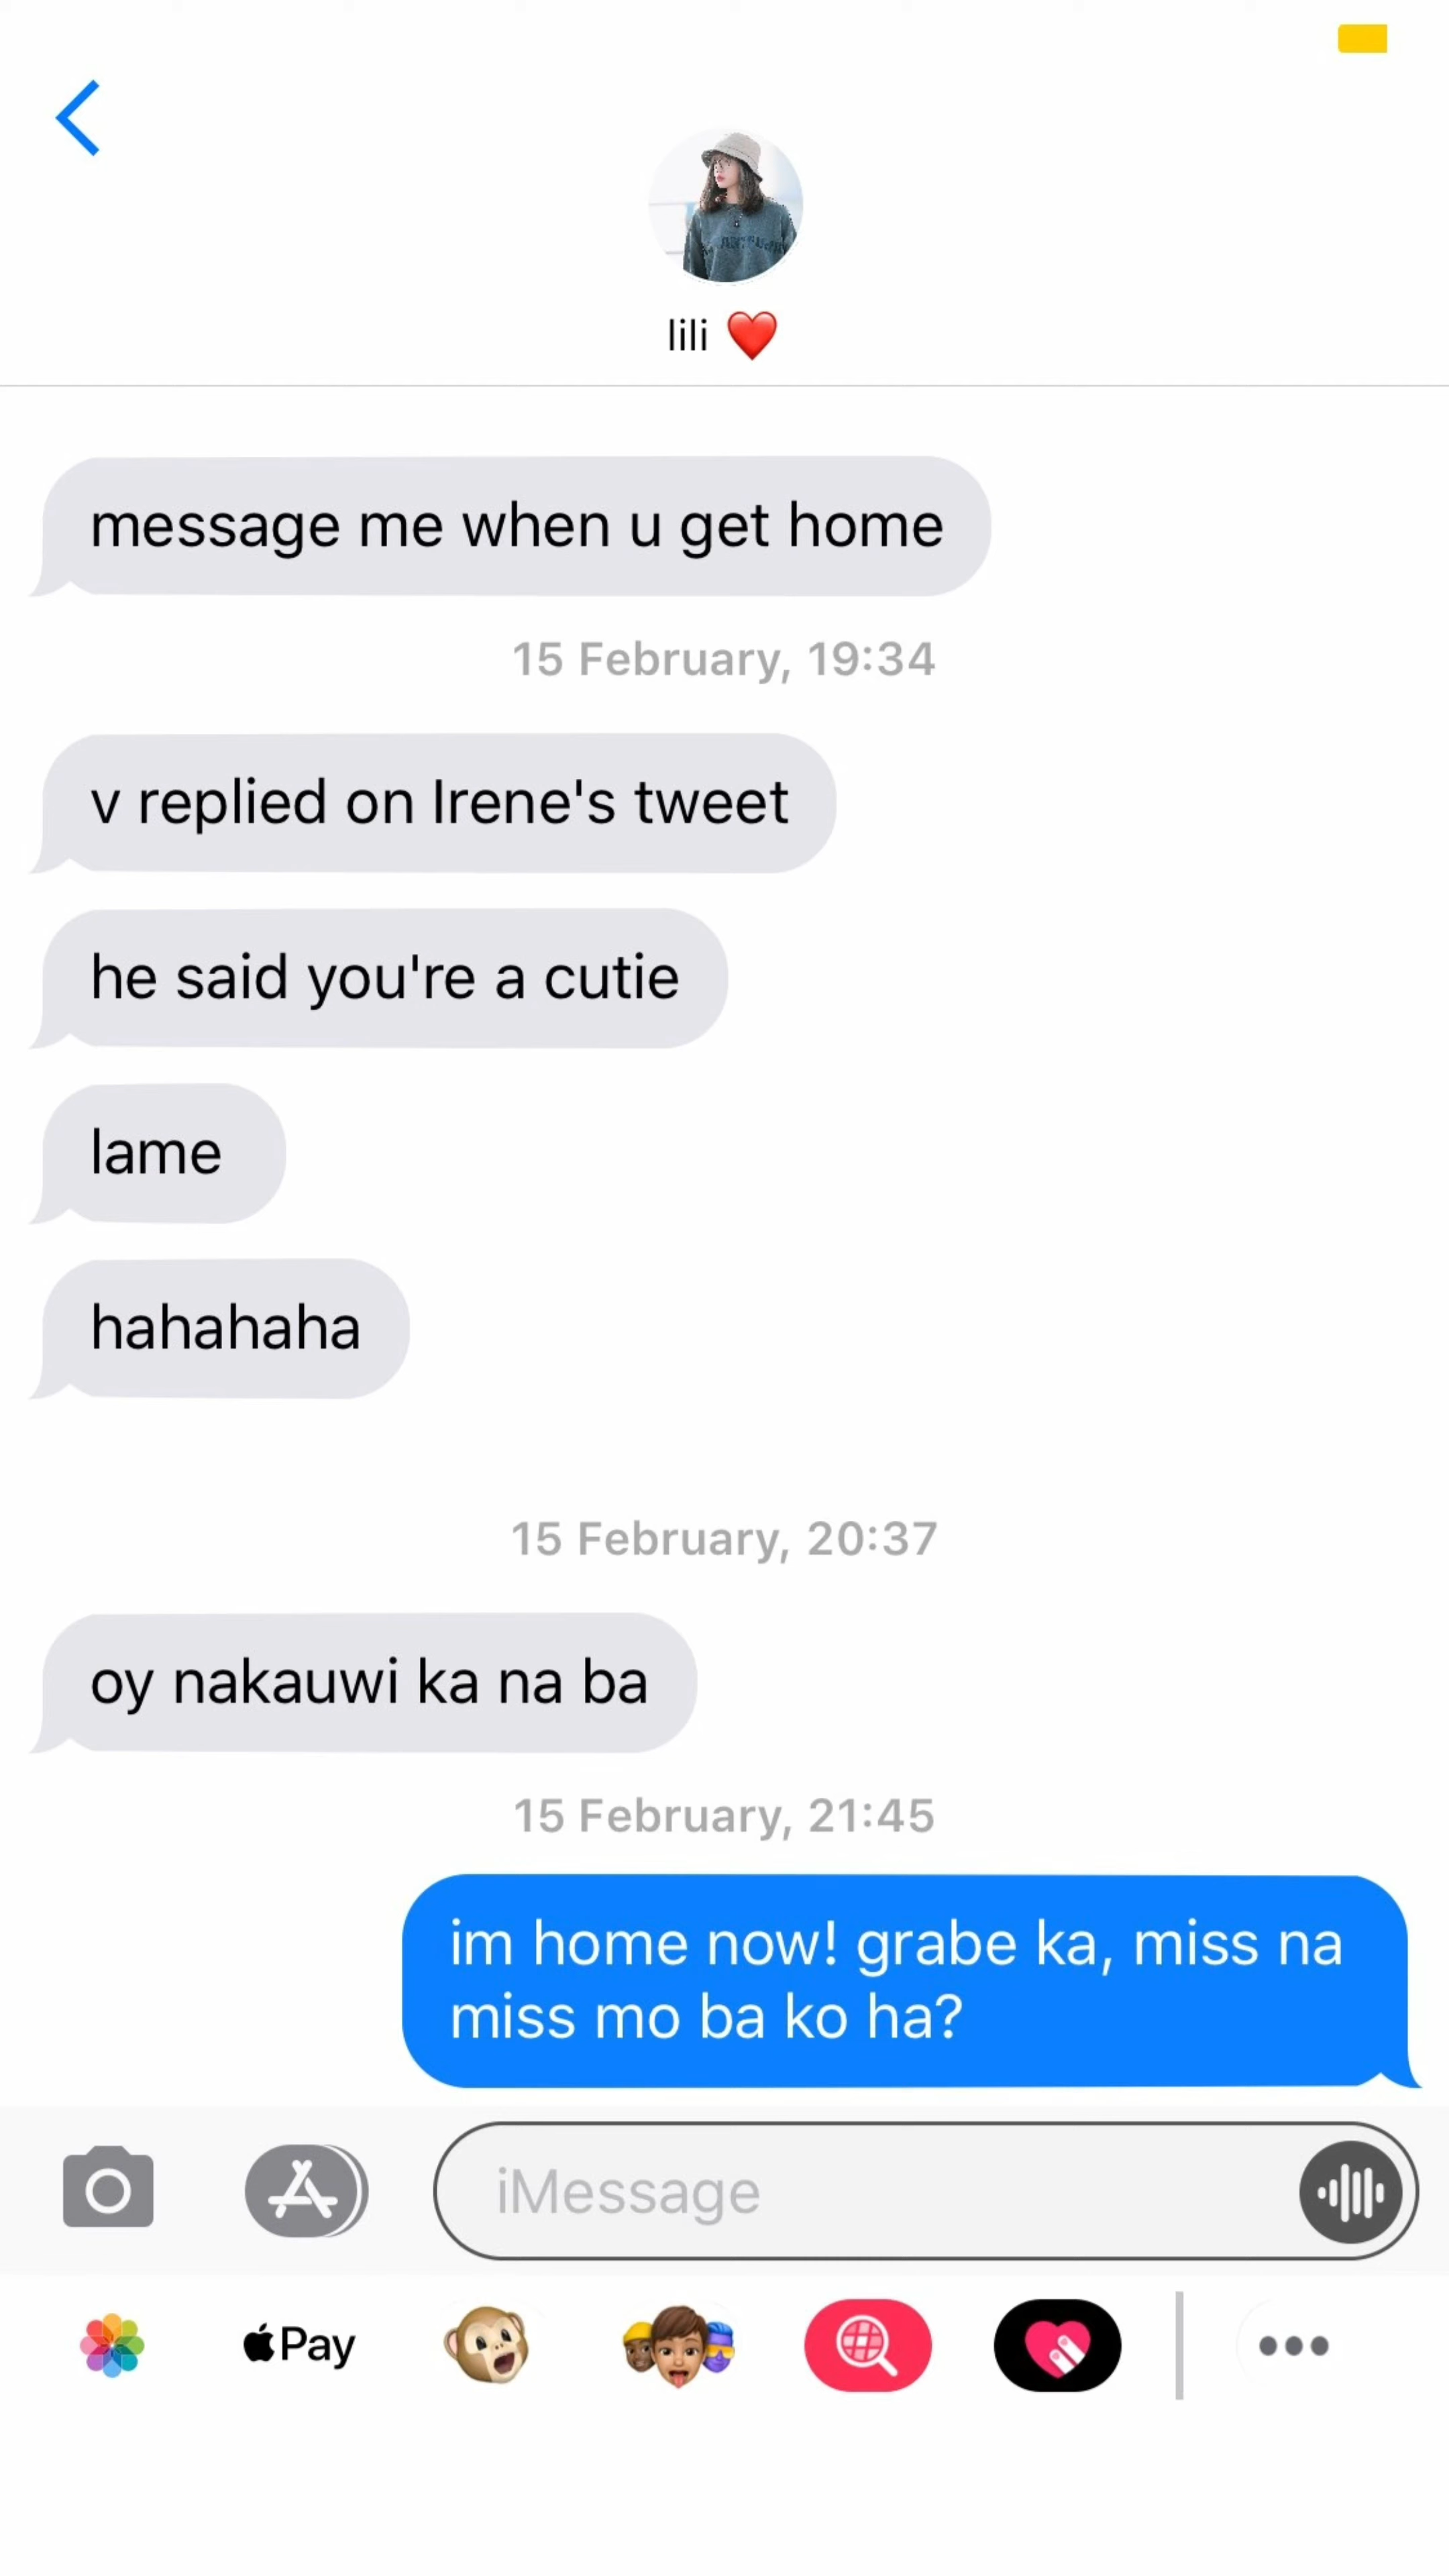 lili ❤️
message me when u get home
15 February, 19:34
v replied on Irene's tweet
he said you're a cutie
lame
hahahaha
15 February, 20:37
oy nakauwi ka na ba
15 February, 21:45
im home now! grabe ka, miss na
miss mo ba ko ha?
iMessage
Pay